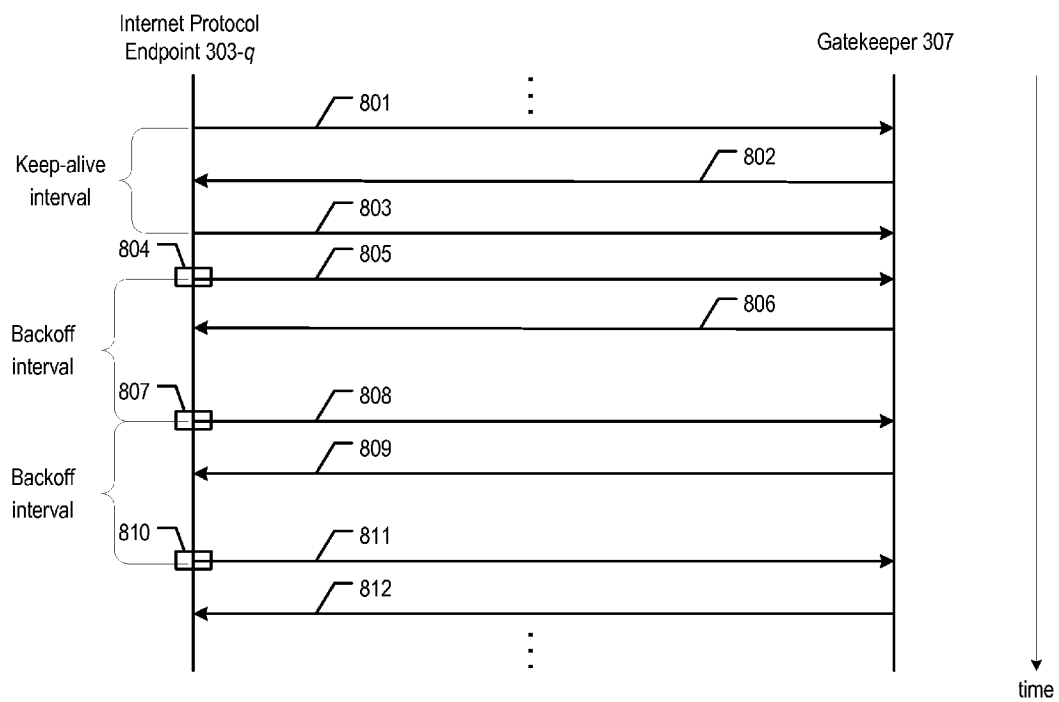 Internet Protocol
Endpoint 303-q
Gatekeeper 307
801
Keep-alive
interval
802
803
804
805
806
Backoff
interval
807
808
809
Backoff
interval
810
811
812
time